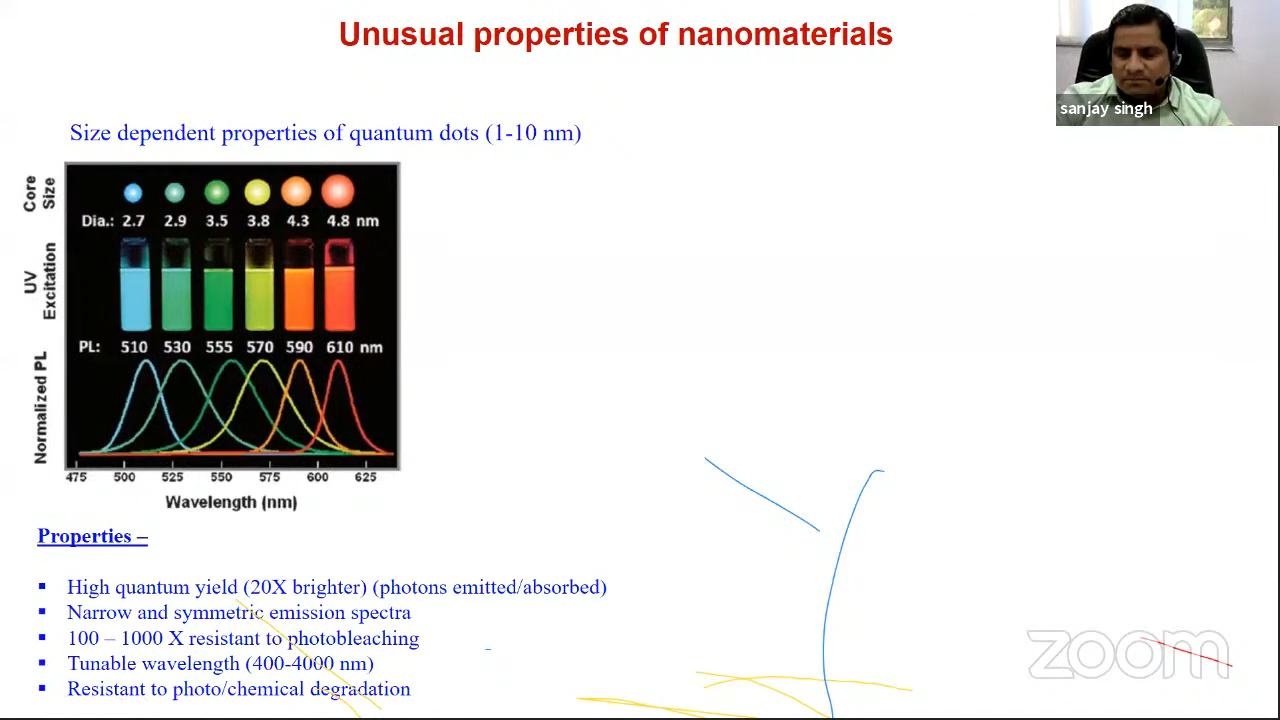 Unusual properties of nanomaterials
sanjay singh
Size dependent properties of quantum dots (1-10 nm)
Core Size
Dia.: 2.7 2.9 3.5 3.8 4.3 4.8 nm
UV Excitation
PL: 510 530 555 570 590 610 nm
Normalized PL
475 500 525 550 575 600 625
Wavelength (nm)
Properties –
▪ High quantum yield (20X brighter) (photons emitted/absorbed)
▪ Narrow and symmetric emission spectra
▪ 100 – 1000 X resistant to photobleaching
▪ Tunable wavelength (400-4000 nm)
▪ Resistant to photo/chemical degradation
zoom